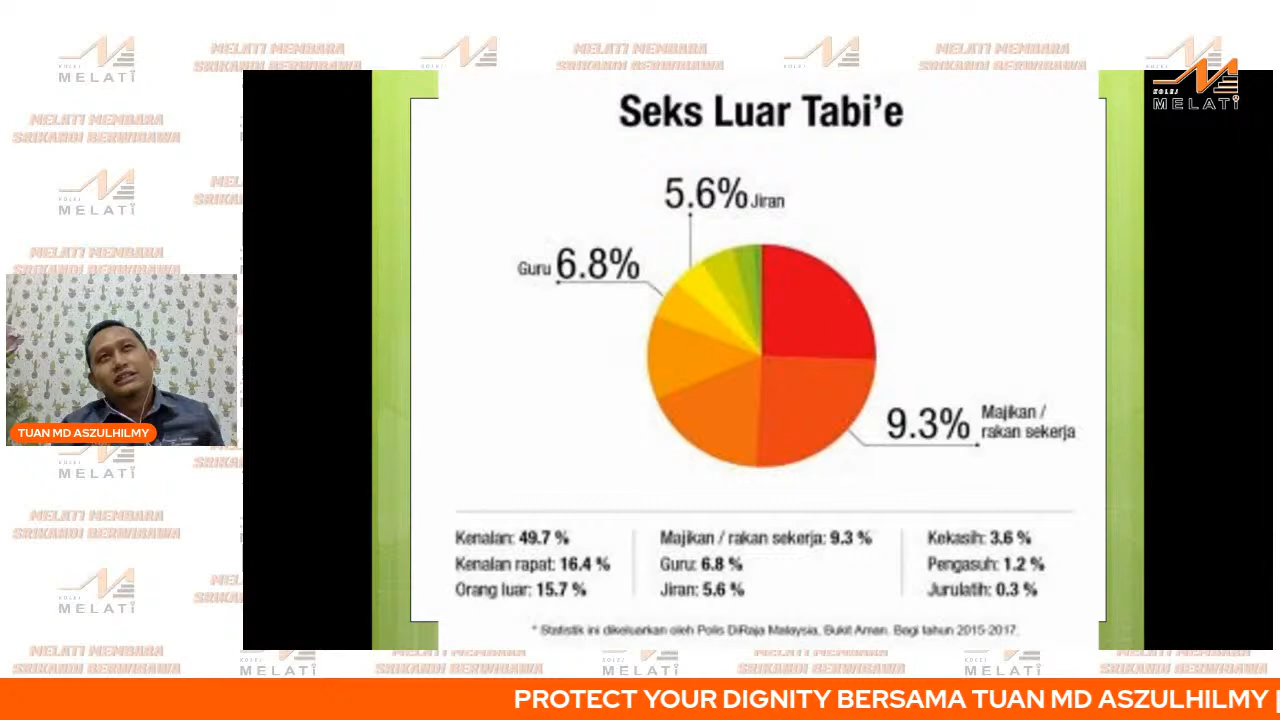 MELATI MEMBARA
SRIKANDI BERWIBAWA
KOLEJ
MELATI
Seks Luar Tabi'e
5.6% Jiran
Guru 6.8%
9.3% Majikan /
rakan sekerja
Kenalan: 49.7 %
Kenalan rapat: 16.4 %
Orang luar: 15.7 %
Majikan / rakan sekerja: 9.3 %
Guru: 6.8 %
Jiran: 5.6 %
Kekasih: 3.6 %
Pengasuh: 1.2 %
Jurulatih: 0.3 %
* Statistik ini dikeluarkan oleh Polis DiRaja Malaysia, Bukit Aman. Bagi tahun 2015-2017.
TUAN MD ASZULHILMY
PROTECT YOUR DIGNITY BERSAMA TUAN MD ASZULHILMY